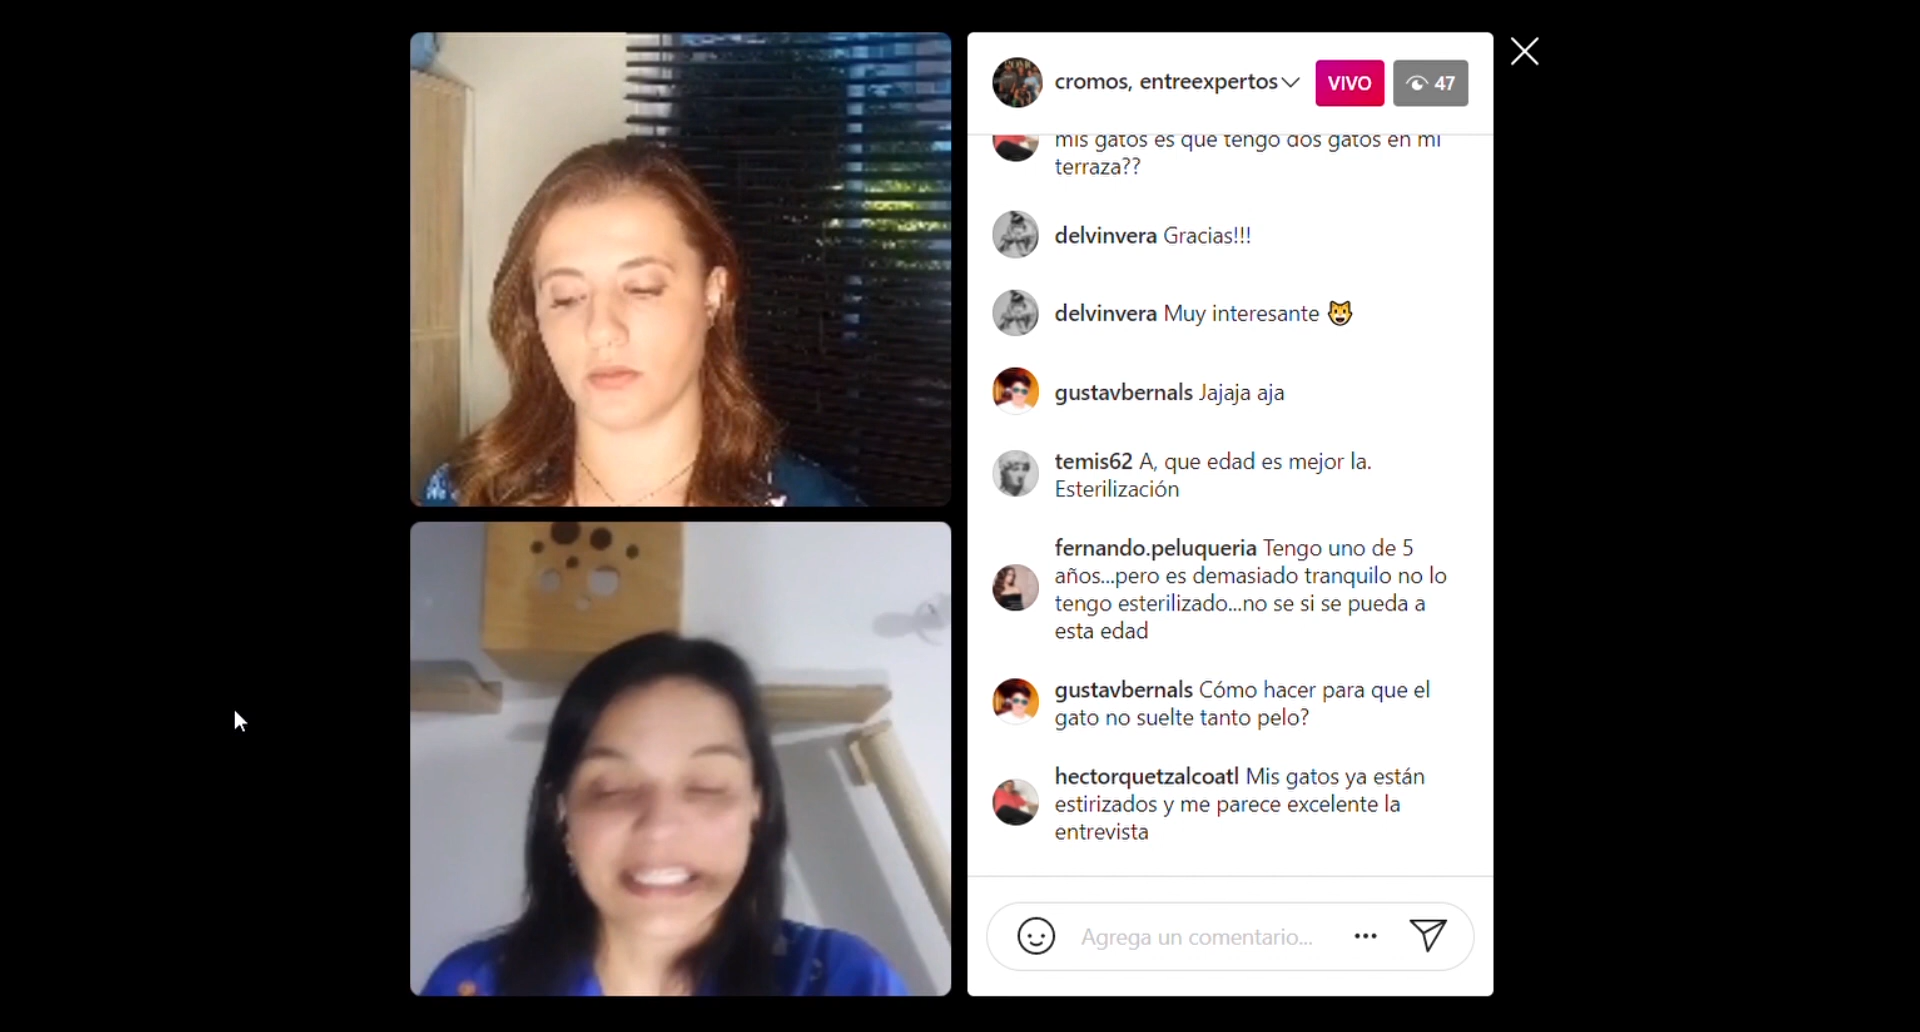 cromos, entreexpertos
VIVO
47
mis gatos es que tengo dos gatos en mi
terraza??
delvinvera Gracias!!!
delvinvera Muy interesante 😺
gustavbernals Jajaja aja
temis62 A, que edad es mejor la.
Esterilización
fernando.peluqueria Tengo uno de 5
años...pero es demasiado tranquilo no lo
tengo esterilizado...no se si se pueda a
esta edad
gustavbernals Cómo hacer para que el
gato no suelte tanto pelo?
hectorquetzalcoatl Mis gatos ya están
estirizados y me parece excelente la
entrevista
Agrega un comentario...